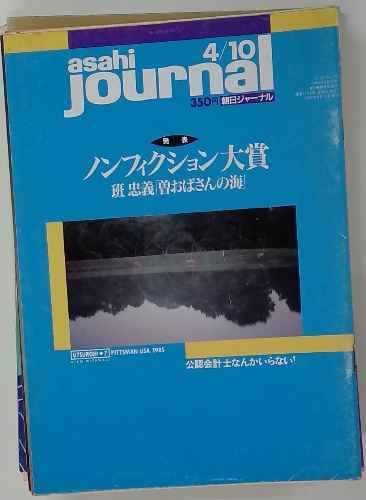 asahi
journal
4/10
350円 朝日ジャーナル
発表
ノンフィクション大賞
班 忠義「曽おばさんの海」
UTSUROHI・7 PITTSMAN USA 1985
公認会計士なんかいらない!